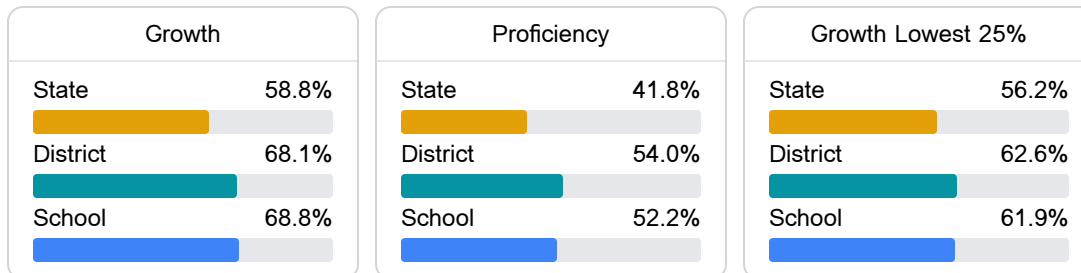 Growth
State 58.8%
District 68.1%
School 68.8%
Proficiency
State 41.8%
District 54.0%
School 52.2%
Growth Lowest 25%
State 56.2%
District 62.6%
School 61.9%